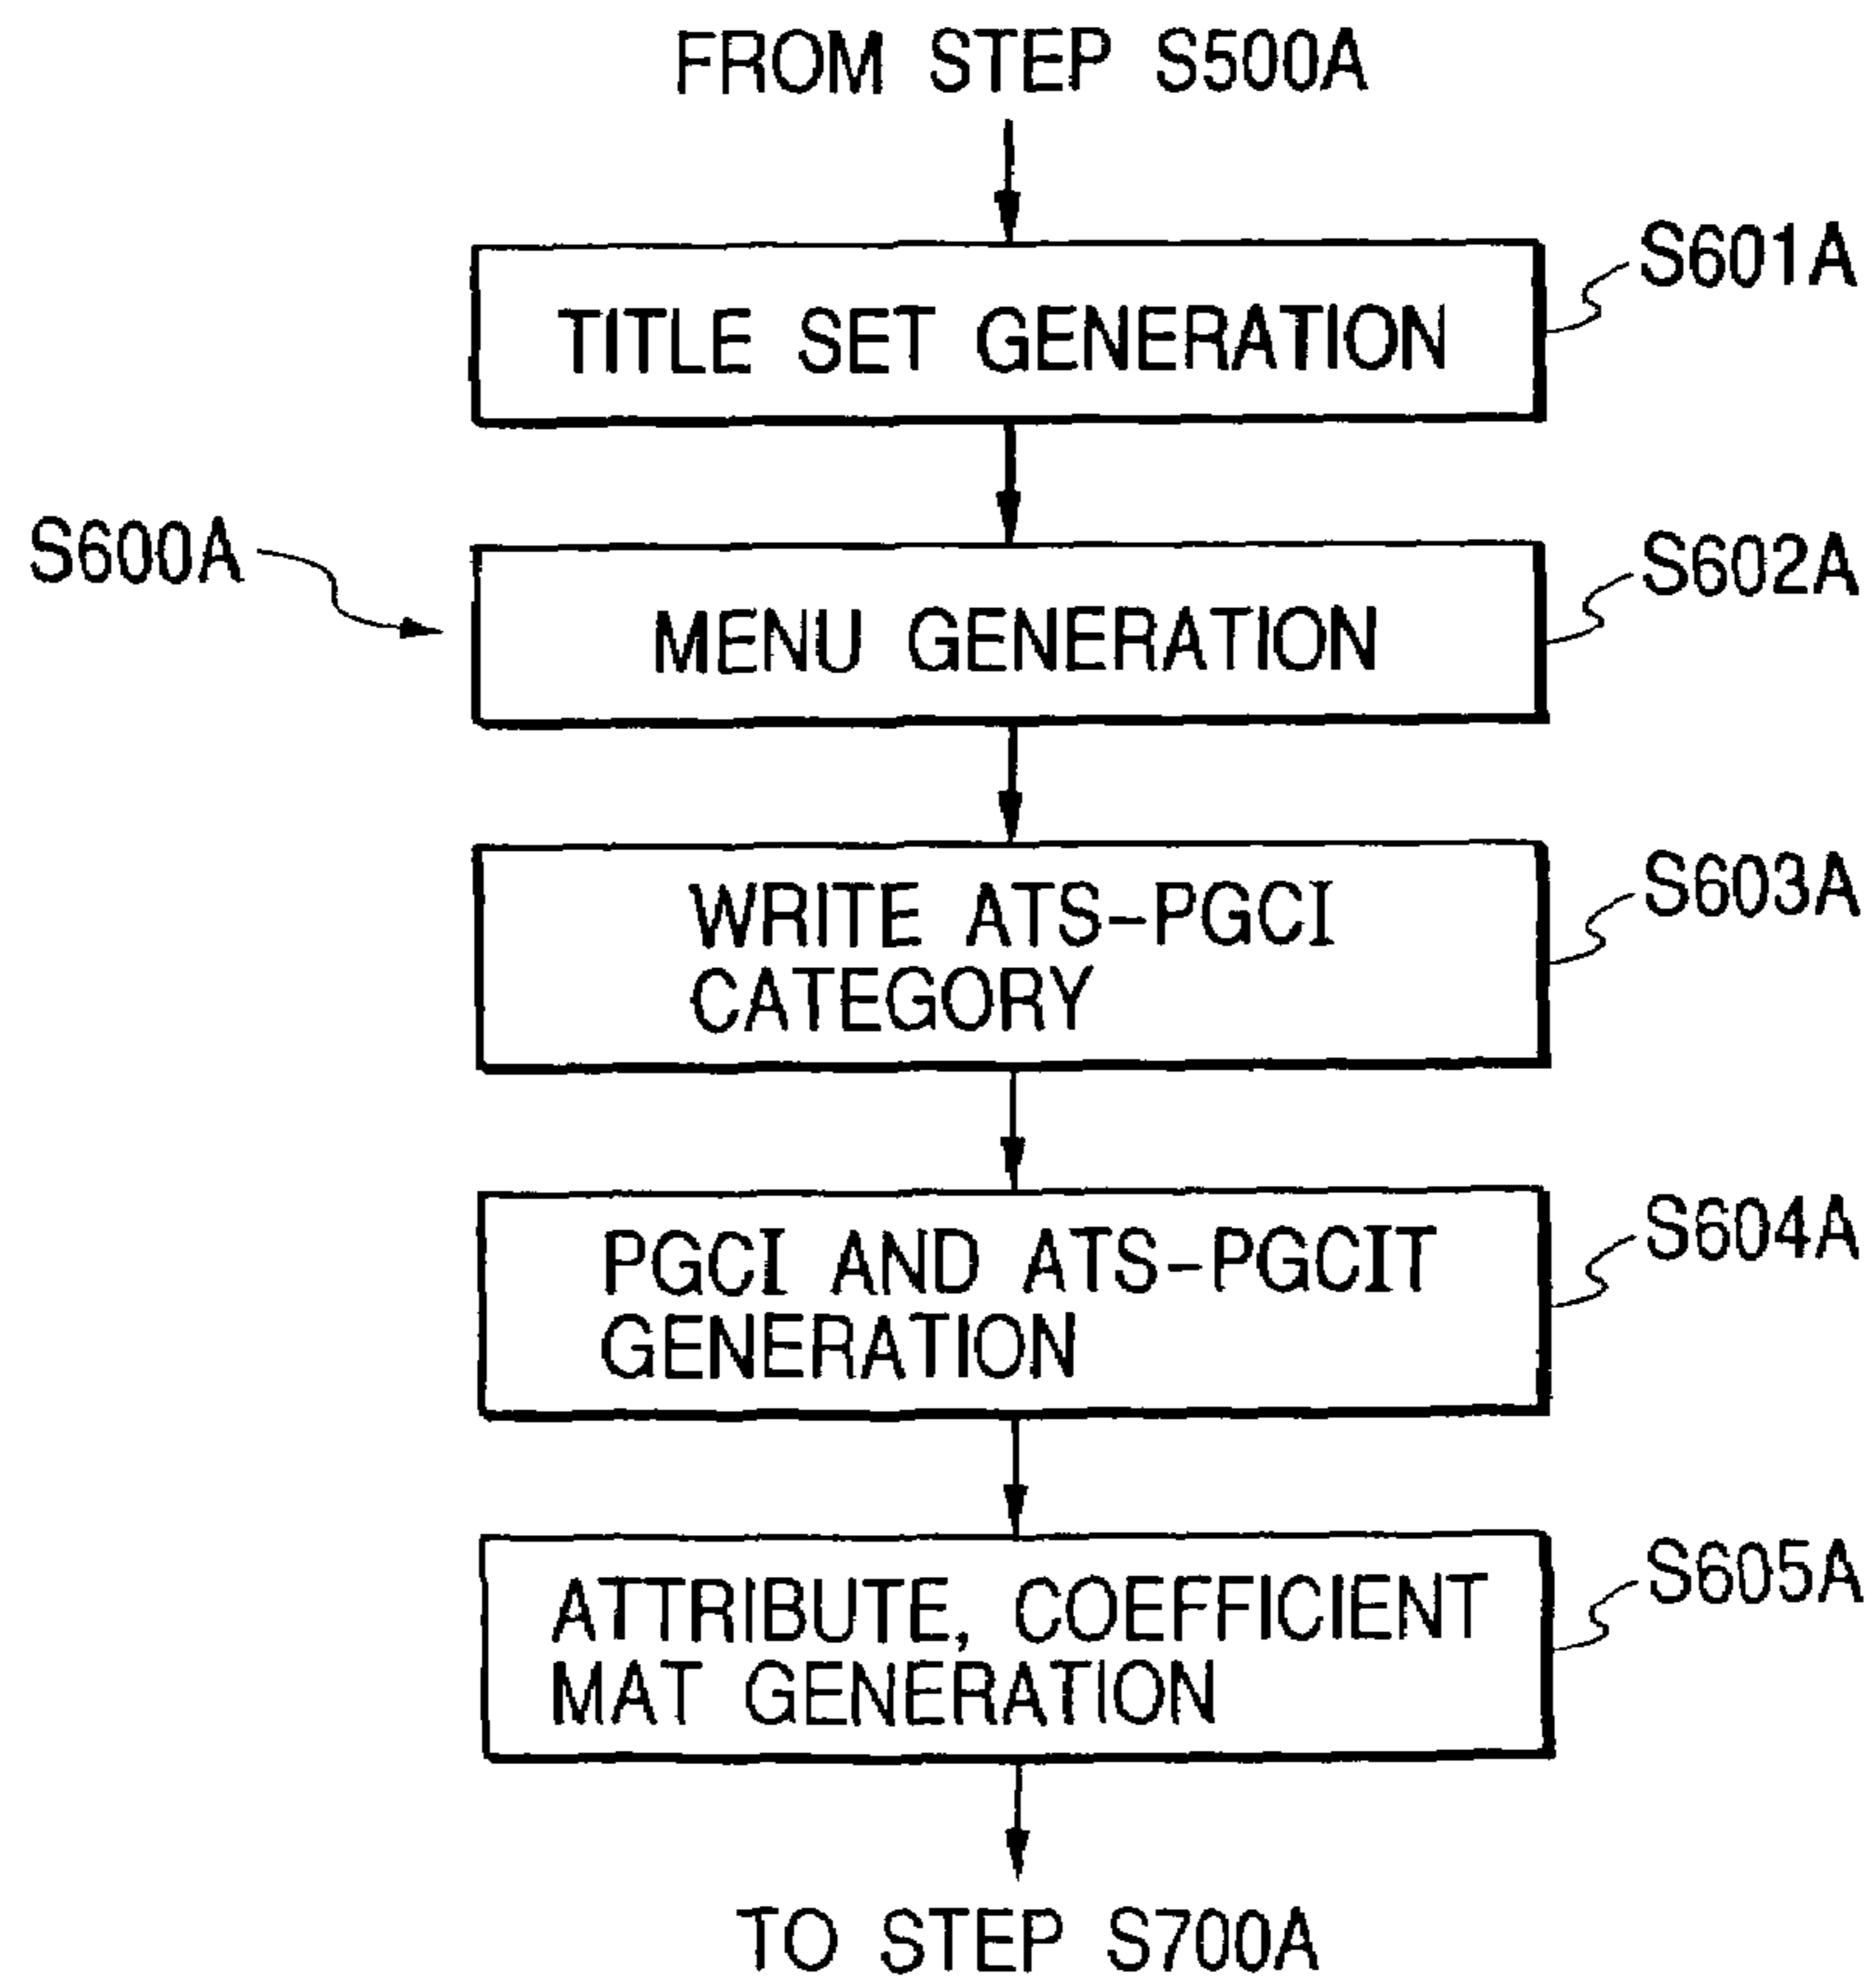 FROM STEP S500A
S601A
TITLE SET GENERATION
S600A
S602A
MENU GENERATION
S603A
WRITE ATS-PGCI
CATEGORY
S604A
PGCI AND ATS-PGCIT
GENERATION
S605A
ATTRIBUTE, COEFFICIENT
MAT GENERATION
TO STEP S700A